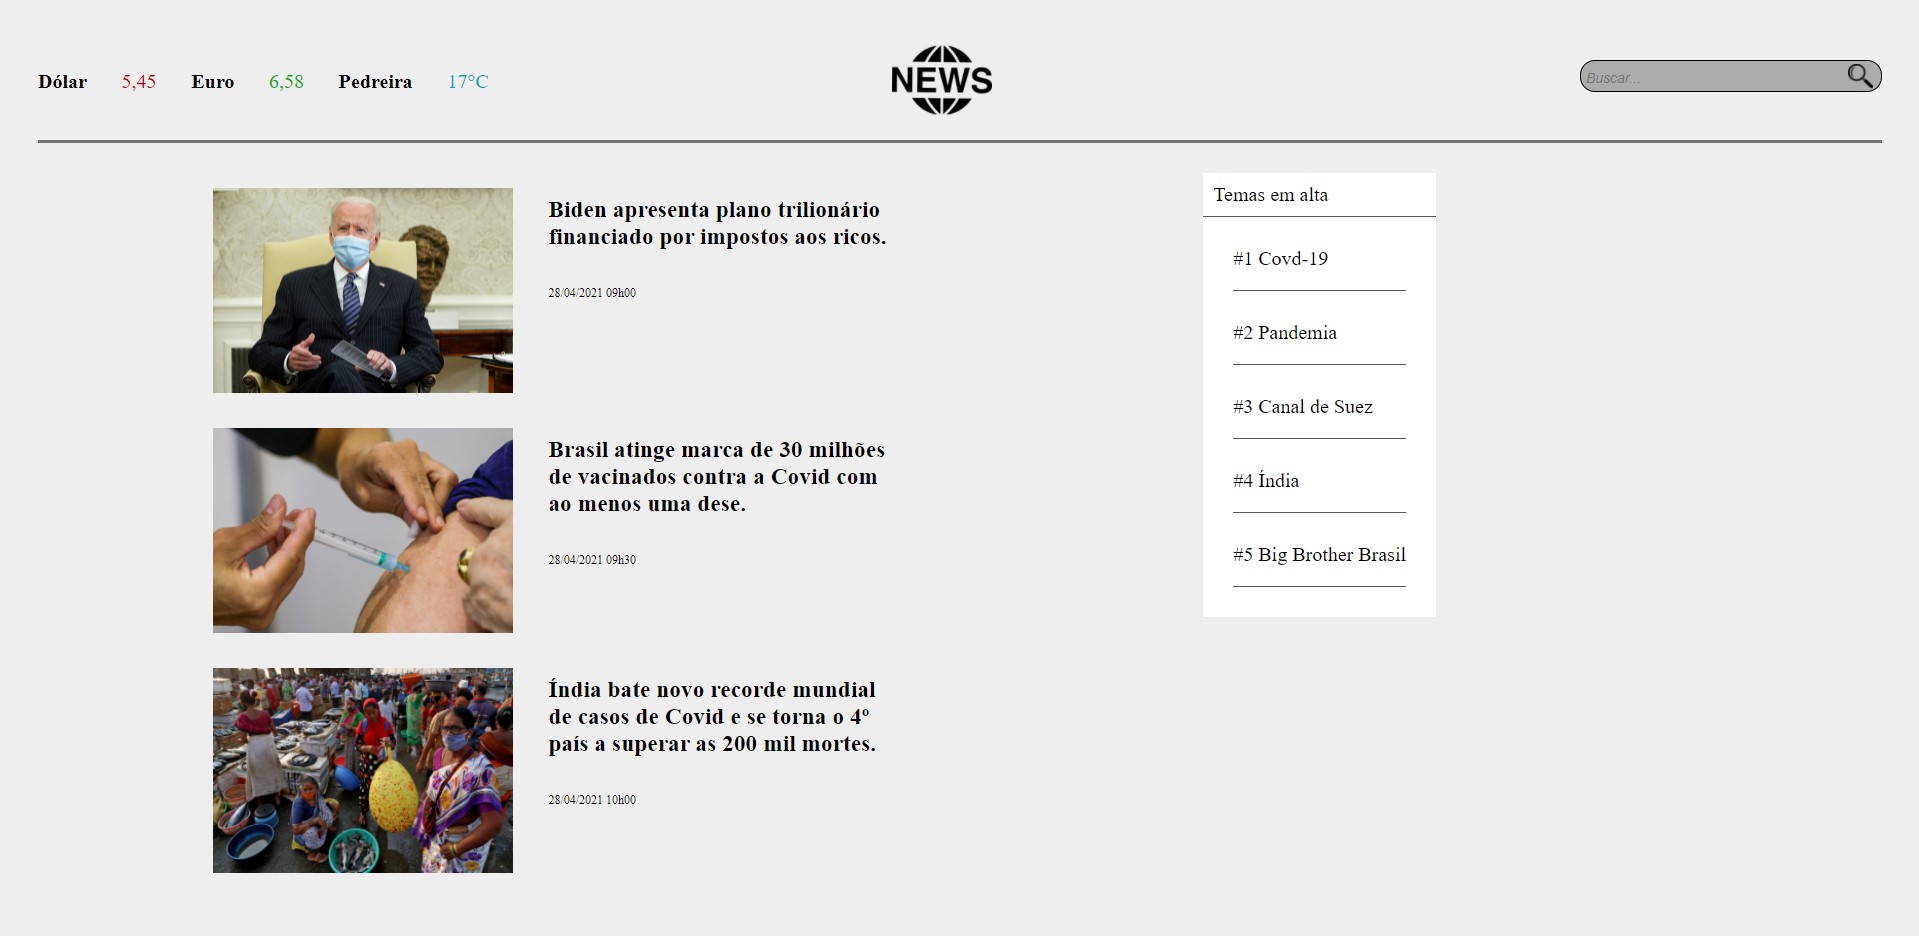 Dólar 5,45 Euro 6,58 Pedreira 17°C
NEWS
Buscar...
Biden apresenta plano trilionário
financiado por impostos aos ricos.
28/04/2021 09h00
Brasil atinge marca de 30 milhões
de vacinados contra a Covid com
ao menos uma dese.
28/04/2021 09h30
Índia bate novo recorde mundial
de casos de Covid e se torna o 4º
país a superar as 200 mil mortes.
28/04/2021 10h00
Temas em alta
#1 Covd-19
#2 Pandemia
#3 Canal de Suez
#4 Índia
#5 Big Brother Brasil